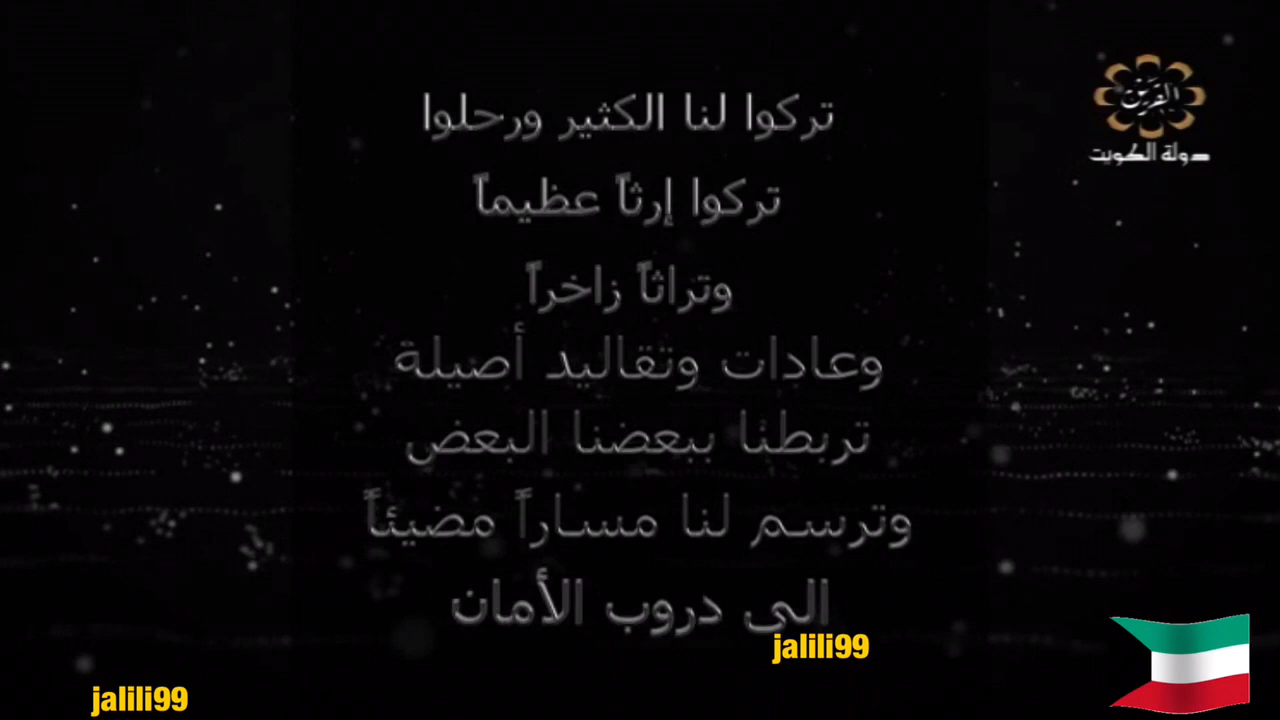 تركوا لنا الكثير ورحلوا
تركوا إرثاً عظيماً
وتراثاً زاخراً
وعادات وتقاليد أصيلة
تربطنا ببعضنا البعض
وترسم لنا مساراً مضيئاً
الى دروب الأمان
القرين
دولة الكويت
jalili99
jalili99